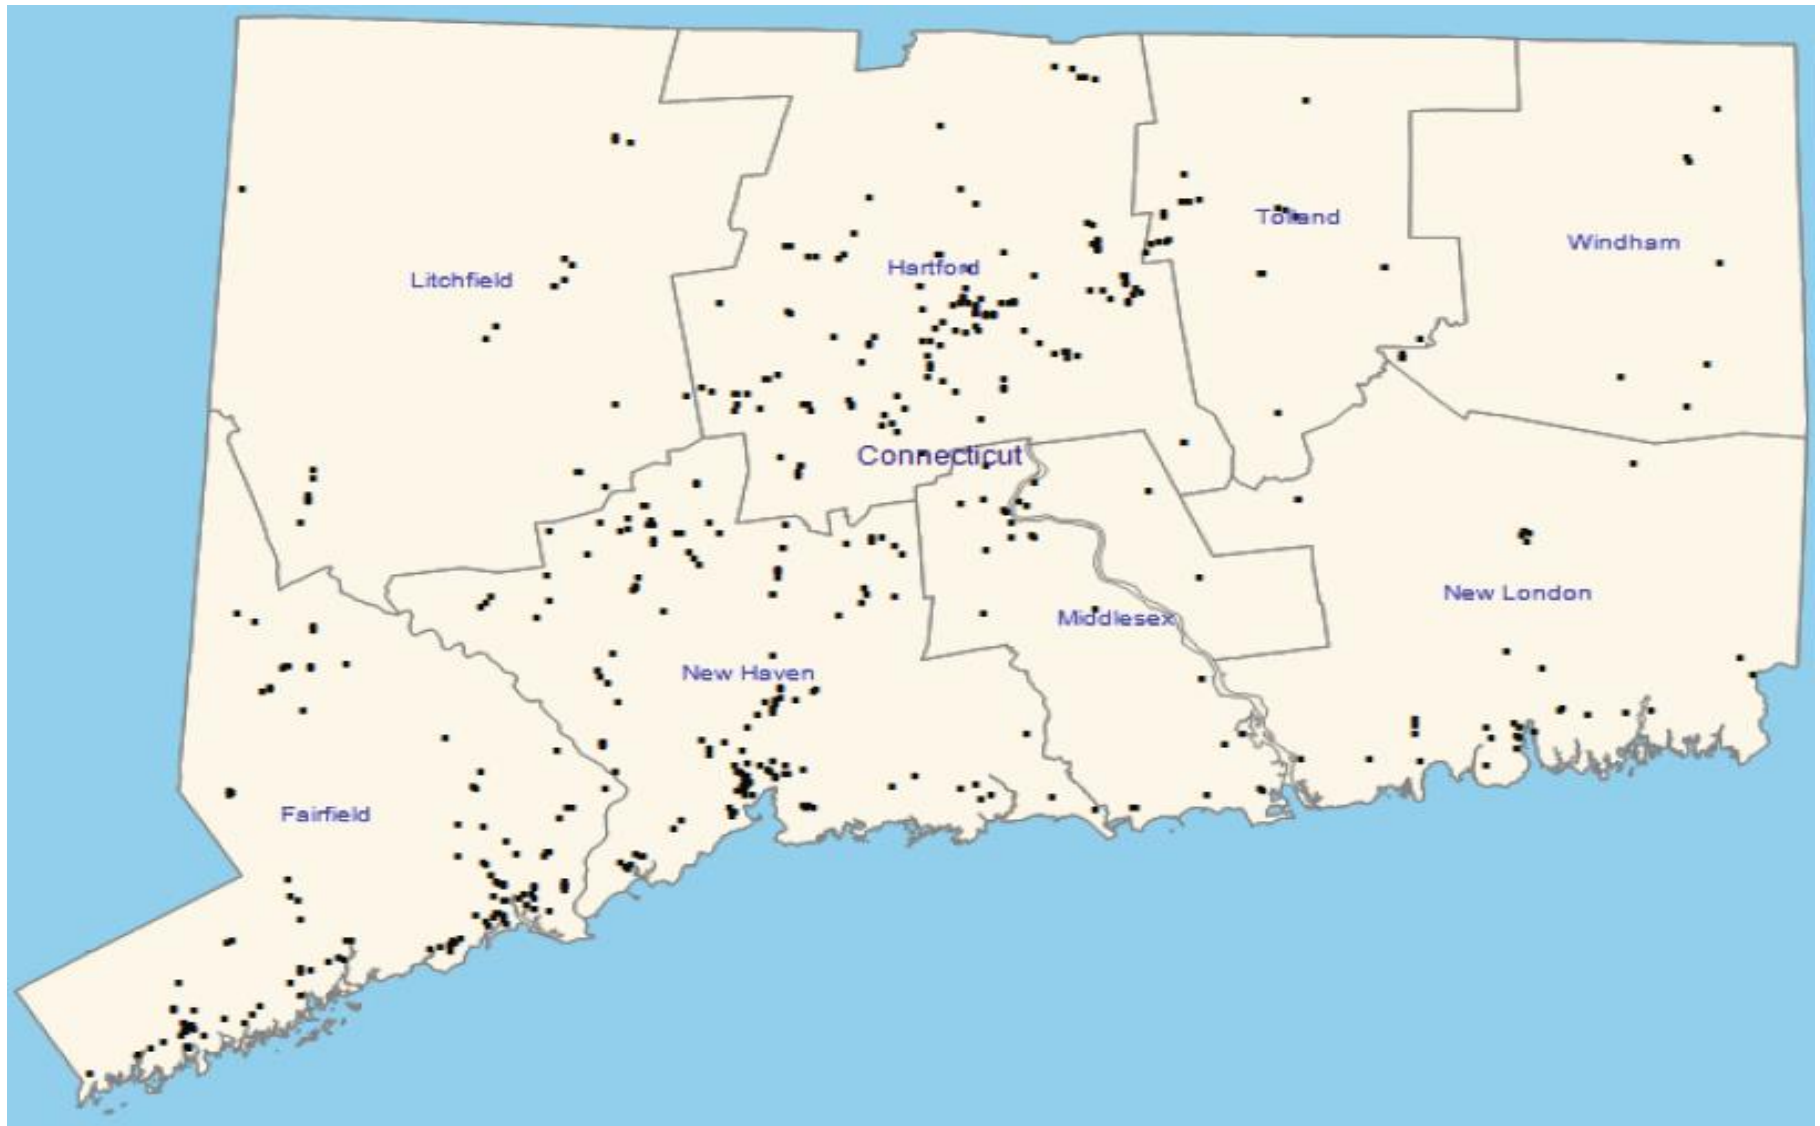 Tolland
Windham
Hartford
Litchfield
Connecticut
New London
Middlesex
New Haven
Fairfield